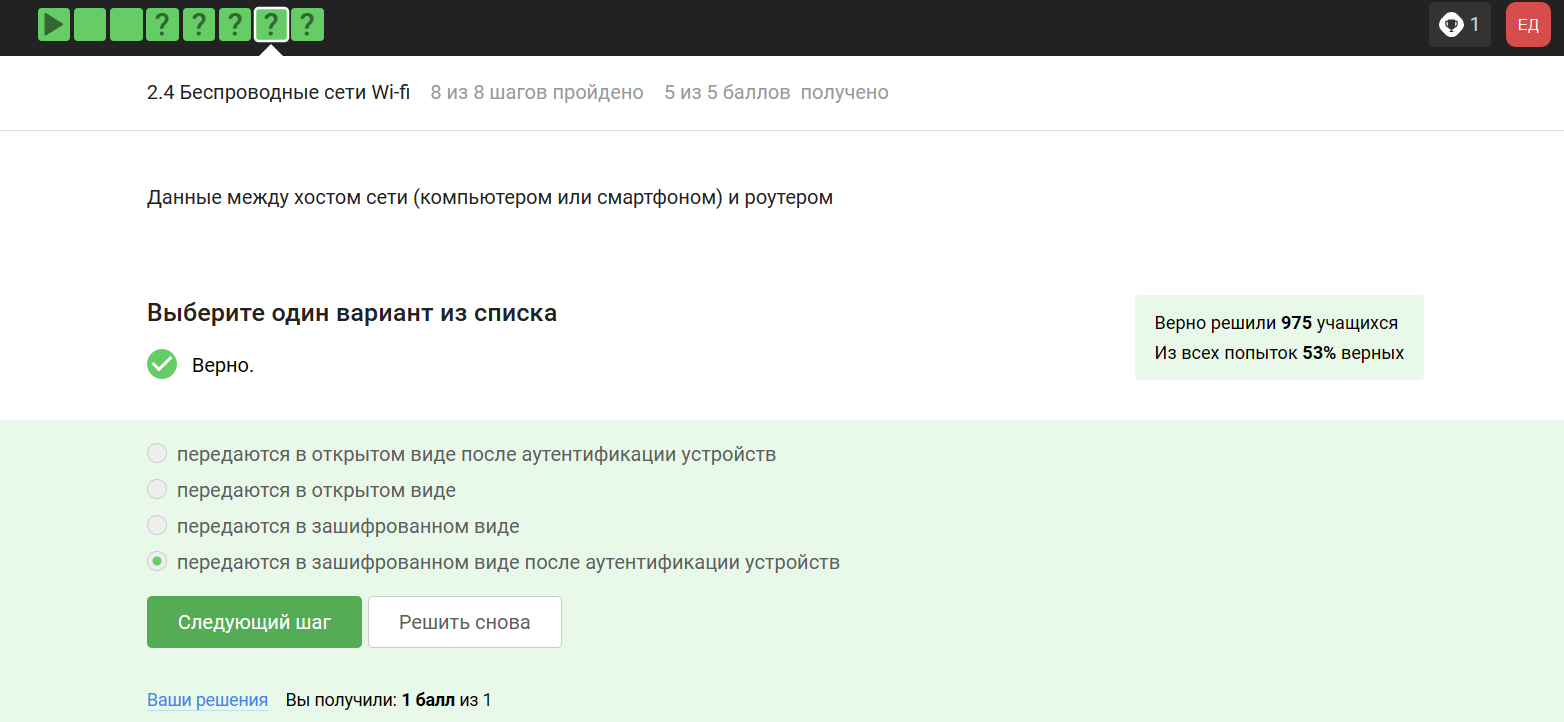 ? ? ? ? ?
1
ЕД
2.4 Беспроводные сети Wi-fi 8 из 8 шагов пройдено 5 из 5 баллов получено
Данные между хостом сети (компьютером или смартфоном) и роутером
Выберите один вариант из списка
Верно.
Верно решили 975 учащихся
Из всех попыток 53% верных
передаются в открытом виде после аутентификации устройств
передаются в открытом виде
передаются в зашифрованном виде
передаются в зашифрованном виде после аутентификации устройств
Следующий шаг
Решить снова
Ваши решения Вы получили: 1 балл из 1